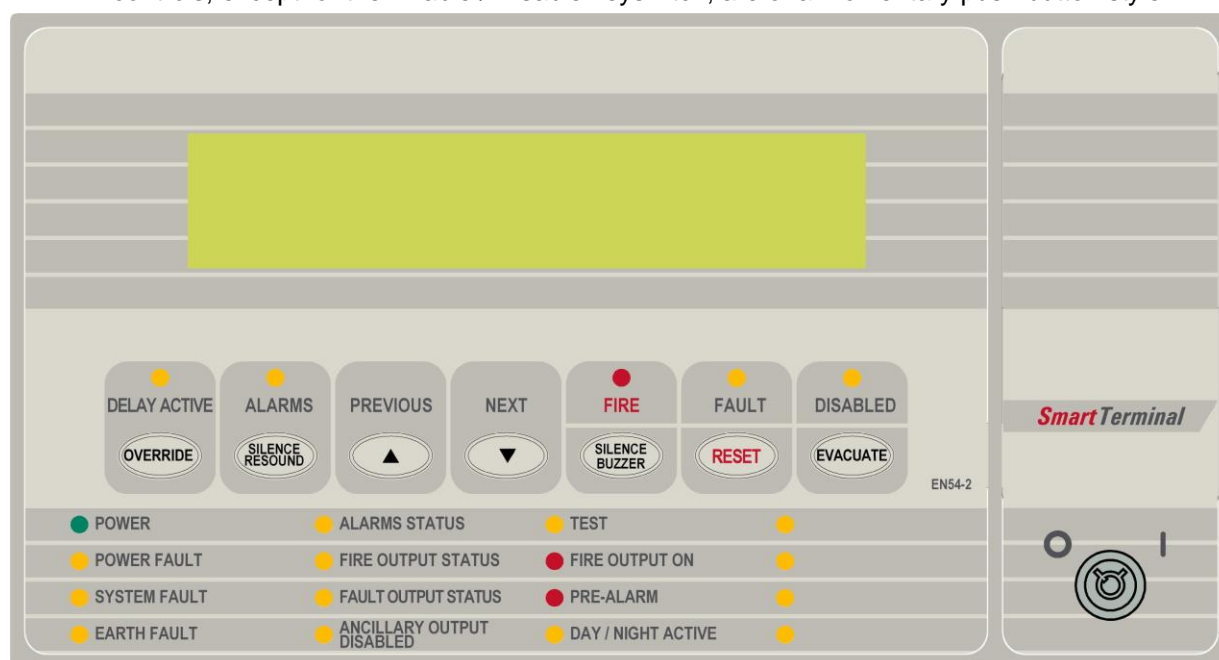 DELAY ACTIVE ALARMS PREVIOUS NEXT FIRE FAULT DISABLED
OVERRIDE SILENCE RESOUND ▲ ▼ SILENCE BUZZER RESET EVACUATE
EN54-2
SmartTerminal
POWER ALARMS STATUS TEST
POWER FAULT FIRE OUTPUT STATUS FIRE OUTPUT ON
SYSTEM FAULT FAULT OUTPUT STATUS PRE-ALARM
EARTH FAULT ANCILLARY OUTPUT DISABLED DAY / NIGHT ACTIVE
O I